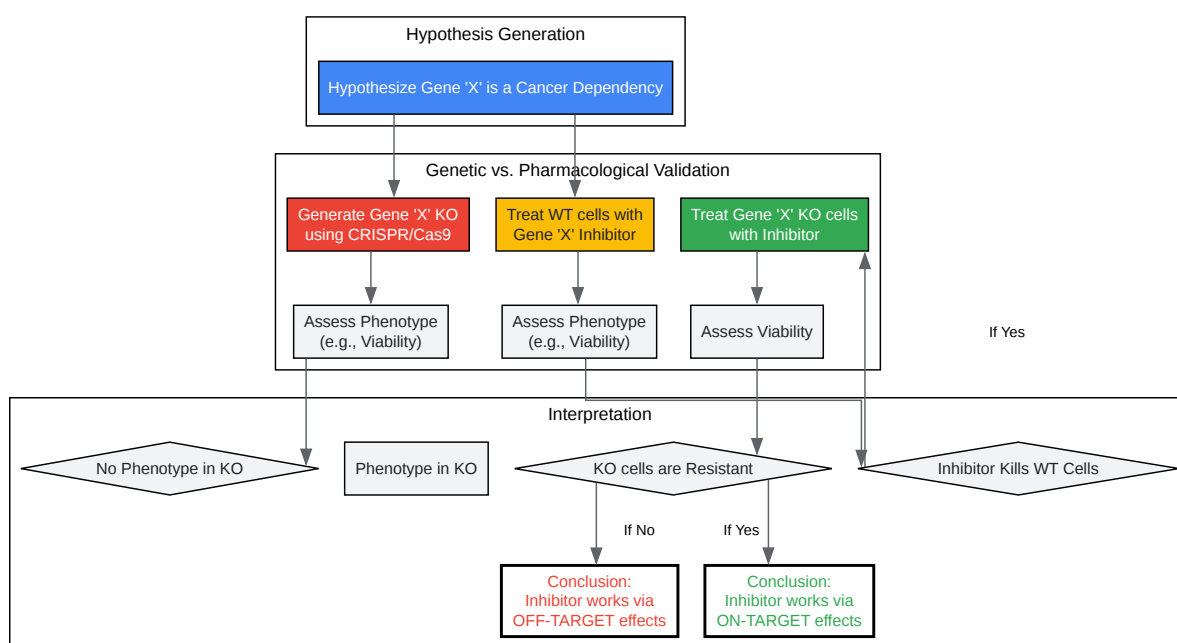 Hypothesis Generation
Hypothesize Gene 'X' is a Cancer Dependency
Genetic vs. Pharmacological Validation
Generate Gene 'X' KO
using CRISPR/Cas9
Treat WT cells with
Gene 'X' Inhibitor
Treat Gene 'X' KO cells
with Inhibitor
Assess Phenotype
(e.g., Viability)
Assess Phenotype
(e.g., Viability)
Assess Viability
If Yes
Interpretation
No Phenotype in KO
Phenotype in KO
KO cells are Resistant
Inhibitor Kills WT Cells
If No
If Yes
Conclusion:
Inhibitor works via
OFF-TARGET effects
Conclusion:
Inhibitor works via
ON-TARGET effects